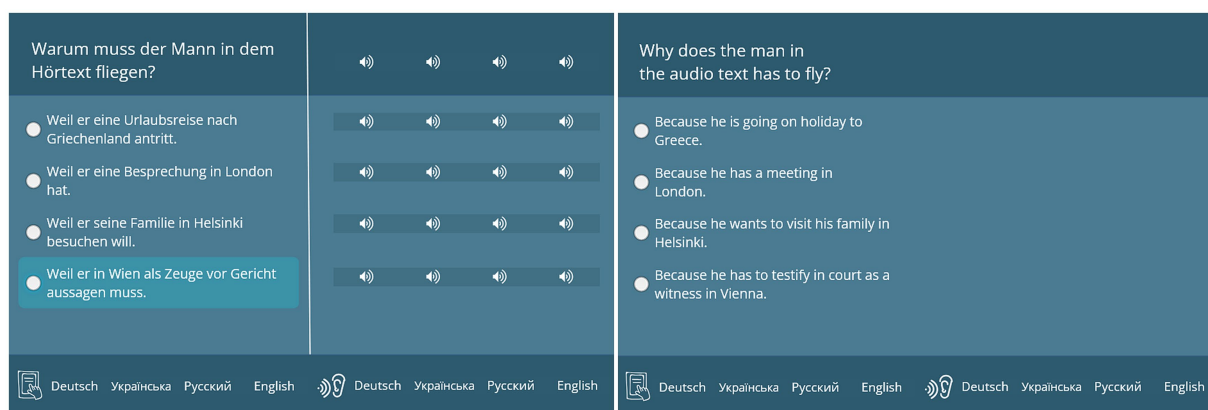 Warum muss der Mann in dem
Hörtext fliegen?
Weil er eine Urlaubsreise nach
Griechenland antritt.
Weil er eine Besprechung in London
hat.
Weil er seine Familie in Helsinki
besuchen will.
Weil er in Wien als Zeuge vor Gericht
aussagen muss.
Deutsch Українська Русский English
Deutsch Українська Русский English
Why does the man in
the audio text has to fly?
Because he is going on holiday to
Greece.
Because he has a meeting in
London.
Because he wants to visit his family in
Helsinki.
Because he has to testify in court as a
witness in Vienna.
Deutsch Українська Русский English
Deutsch Українська Русский English